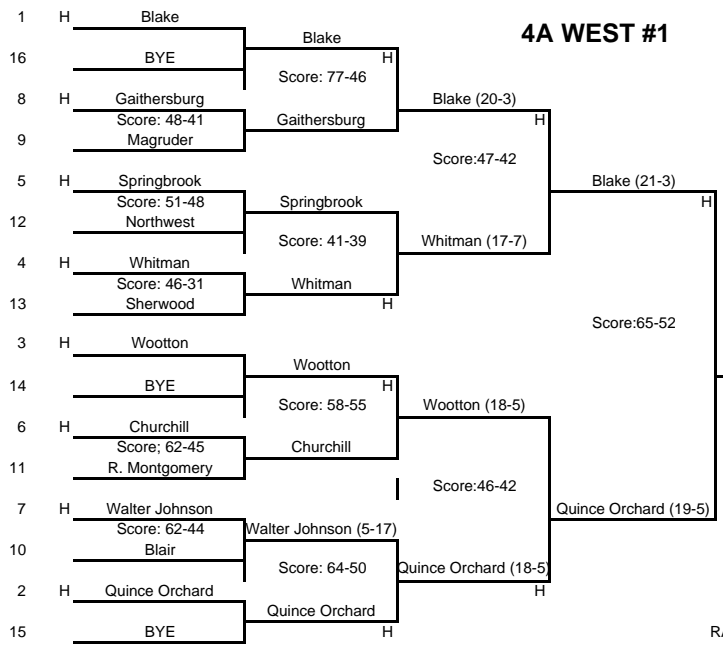 4A WEST #1
1 H Blake
Blake
16 BYE
H
Score: 77-46
8 H Gaithersburg
Blake (20-3)
Score: 48-41
Gaithersburg
H
9 Magruder
Score:47-42
5 H Springbrook
Blake (21-3)
Score: 51-48
Springbrook
H
12 Northwest
Score: 41-39
Whitman (17-7)
4 H Whitman
Score: 46-31
Whitman
13 Sherwood
H
Score:65-52
3 H Wootton
Wootton
14 BYE
H
Score: 58-55
Wootton (18-5)
6 H Churchill
Score; 62-45
Churchill
11 R. Montgomery
Score:46-42
7 H Walter Johnson
Quince Orchard (19-5)
Score: 62-44
Walter Johnson (5-17)
10 Blair
Score: 64-50
Quince Orchard (18-5)
2 H Quince Orchard
H
Quince Orchard
15 BYE
H
RA